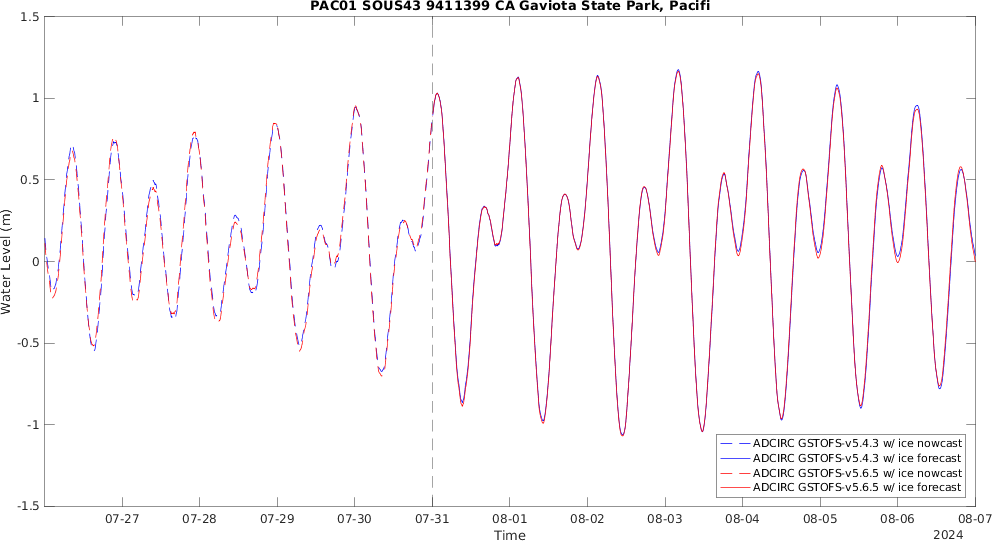 PAC01 SOUS43 9411399 CA Gaviota State Park, Pacifi
1.5
1
0.5
0
-0.5
-1
-1.5
Water Level (m)
ADCIRC GSTOFS-v5.4.3 w/ ice nowcast
ADCIRC GSTOFS-v5.4.3 w/ ice forecast
ADCIRC GSTOFS-v5.6.5 w/ ice nowcast
ADCIRC GSTOFS-v5.6.5 w/ ice forecast
07-27 07-28 07-29 07-30 07-31 08-01 08-02 08-03 08-04 08-05 08-06 08-07
Time
2024